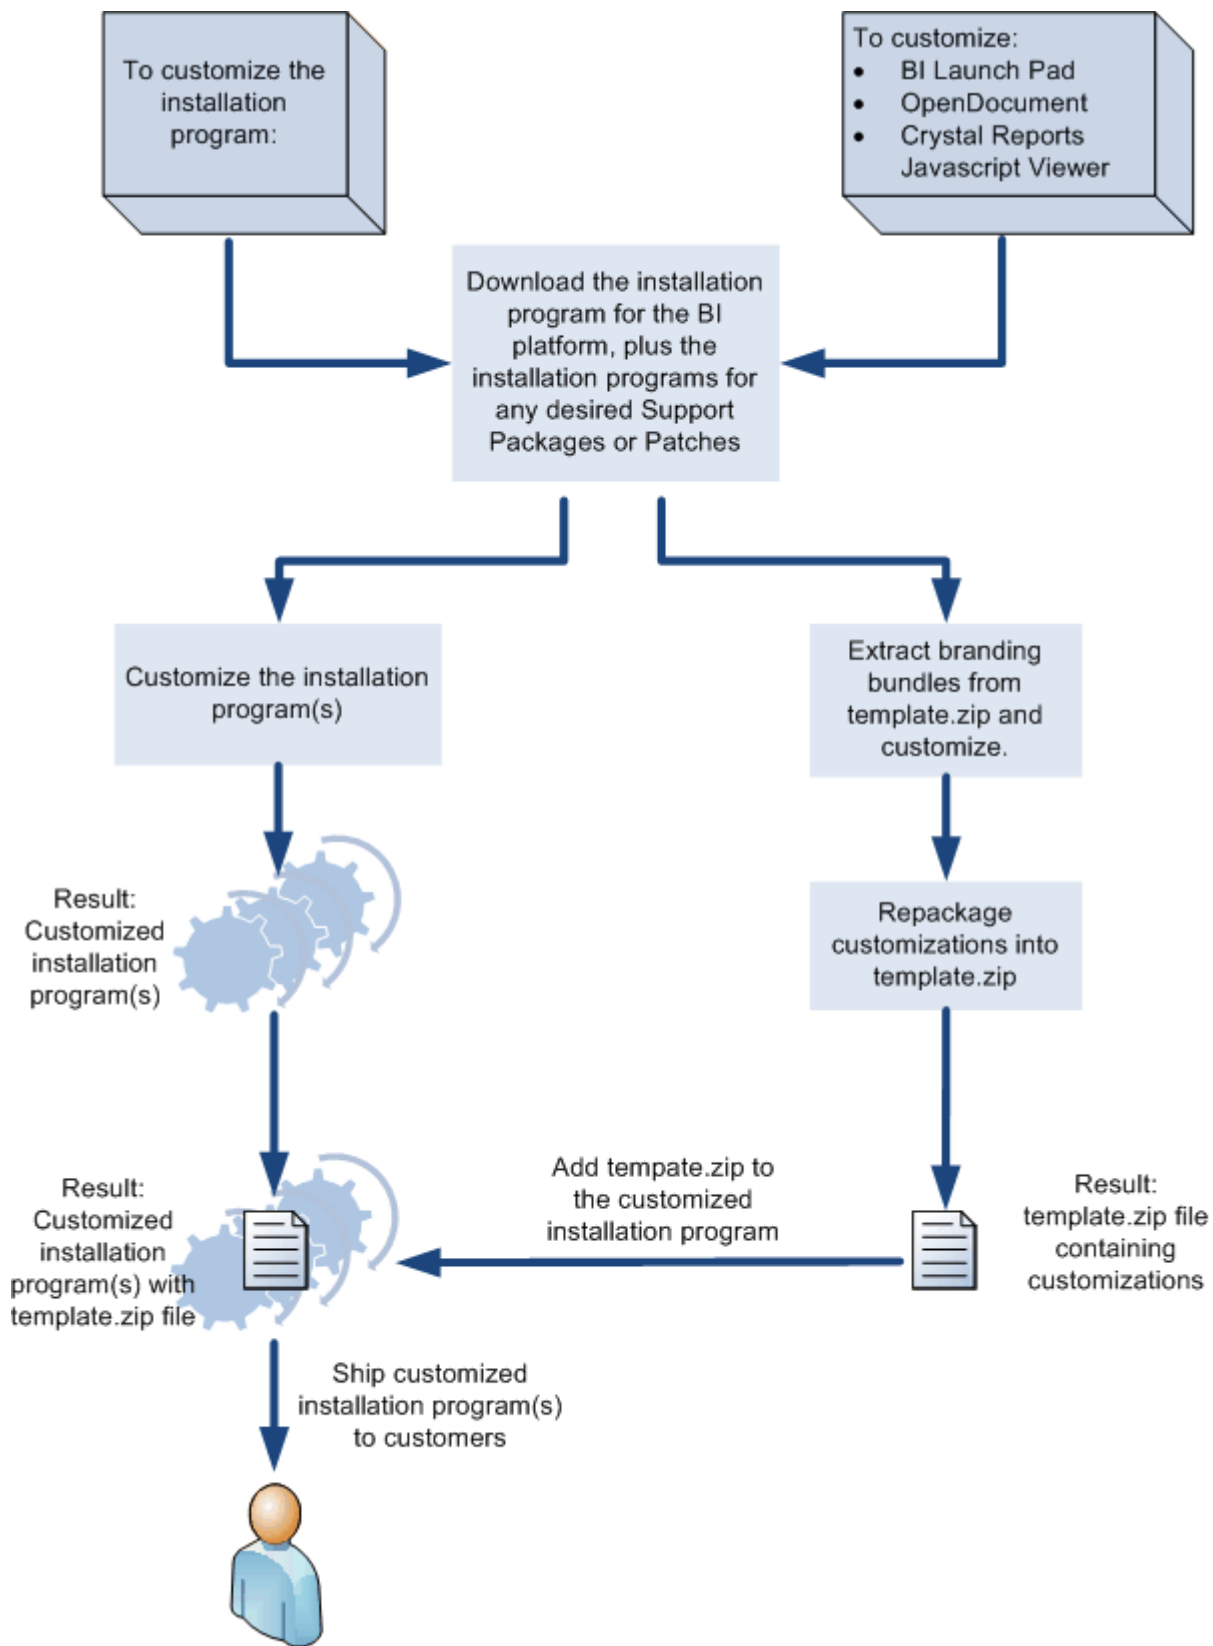 To customize the
installation
program:
To customize:
• BI Launch Pad
• OpenDocument
• Crystal Reports
Javascript Viewer
Download the installation
program for the BI
platform, plus the
installation programs for
any desired Support
Packages or Patches
Customize the installation
program(s)
Extract branding
bundles from
template.zip and
customize.
Result:
Customized
installation
program(s)
Repackage
customizations into
template.zip
Result:
Customized
installation
program(s) with
template.zip file
Add tempate.zip to
the customized
installation program
Result:
template.zip file
containing
customizations
Ship customized
installation program(s)
to customers